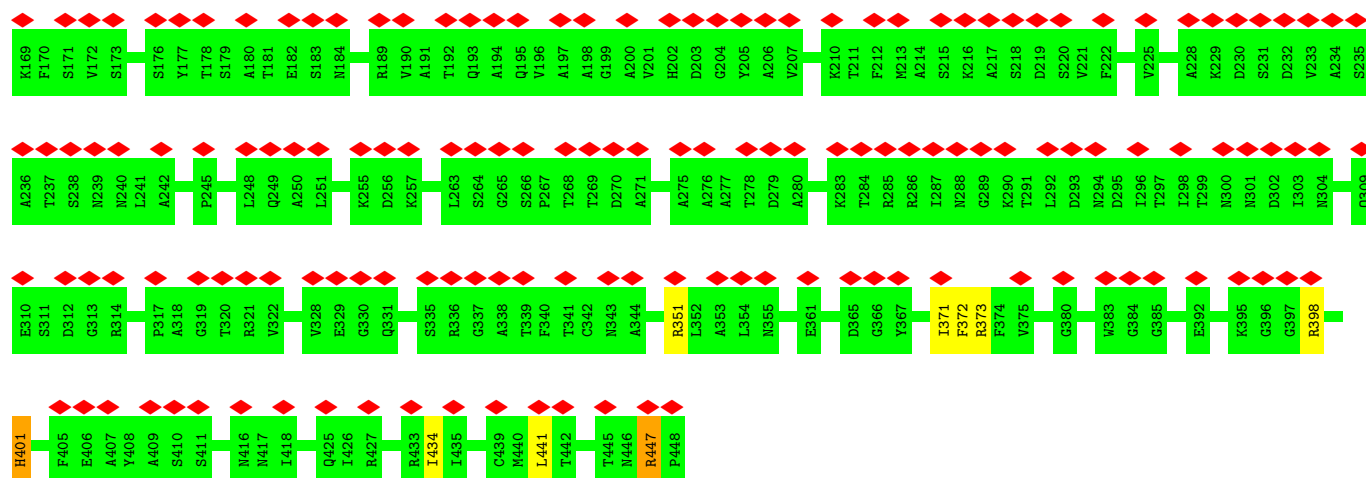 K169 F170 S171 V172 S173 S176 Y177 T178 S179 A180 T181 E182 S183 N184 R189 V190 A191 T192 Q193 A194 Q195 V196 A197 A198 G199 A200 V201 H202 D203 G204 Y205 A206 V207 K210 T211 F212 M213 A214 S215 K216 A217 S218 D219 S220 V221 F222 V225 A228 K229 D230 S231 D232 V233 A234 S235
A236 T237 S238 N239 N240 L241 A242 P245 L248 Q249 A250 L251 K255 D256 K257 L263 S264 G265 S266 P267 T268 T269 D270 A271 A275 A276 A277 T278 D279 A280 K283 T284 R285 R286 I287 N288 G289 K290 T291 L292 D293 N294 D295 I296 T297 I298 T299 N300 N301 D302 I303 N304 D309
E310 S311 D312 G313 R314 P317 A318 G319 T320 R321 V322 V328 E329 G330 Q331 S335 R336 G337 A338 T339 F340 T341 C342 N343 A344 R351 L352 A353 L354 N355 E361 D365 G366 Y367 I371 F372 R373 F374 V375 G380 W383 G384 G385 E392 K395 G396 G397 R398
H401 F405 E406 A407 Y408 A409 S410 S411 N416 N417 I418 Q425 I426 R427 R433 I434 I435 C439 M440 L441 T442 T445 N446 R447 P448